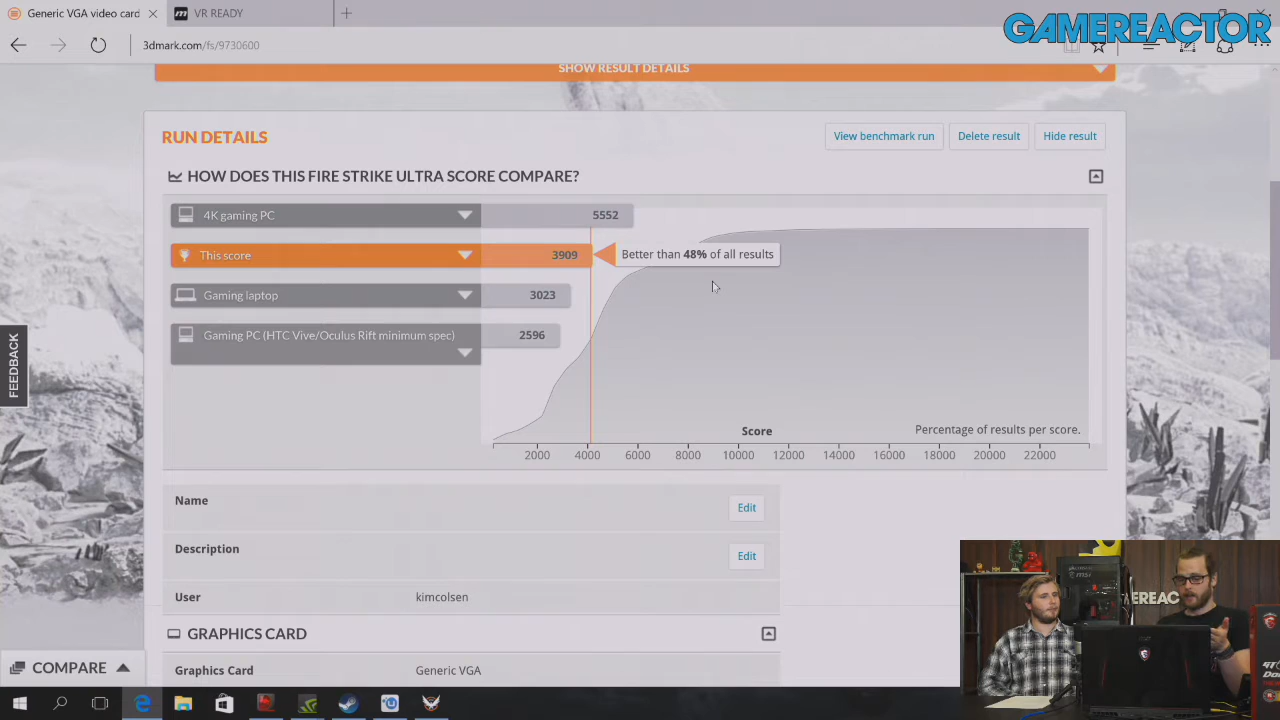 Generic VGA video card
VR READY
GAMEREACTOR
3dmark.com/fs/9730600
SHOW RESULT DETAILS
RUN DETAILS
View benchmark run
Delete result
Hide result
HOW DOES THIS FIRE STRIKE ULTRA SCORE COMPARE?
4K gaming PC
5552
This score
3909
Better than 48% of all results
Gaming laptop
3023
Gaming PC (HTC Vive/Oculus Rift minimum spec)
2596
FEEDBACK
Score
Percentage of results per score.
2000 4000 6000 8000 10000 12000 14000 16000 18000 20000 22000
Name
Edit
Description
Edit
User
kimcolsen
GRAPHICS CARD
Graphics Card
Generic VGA
COMPARE
EREACTOR